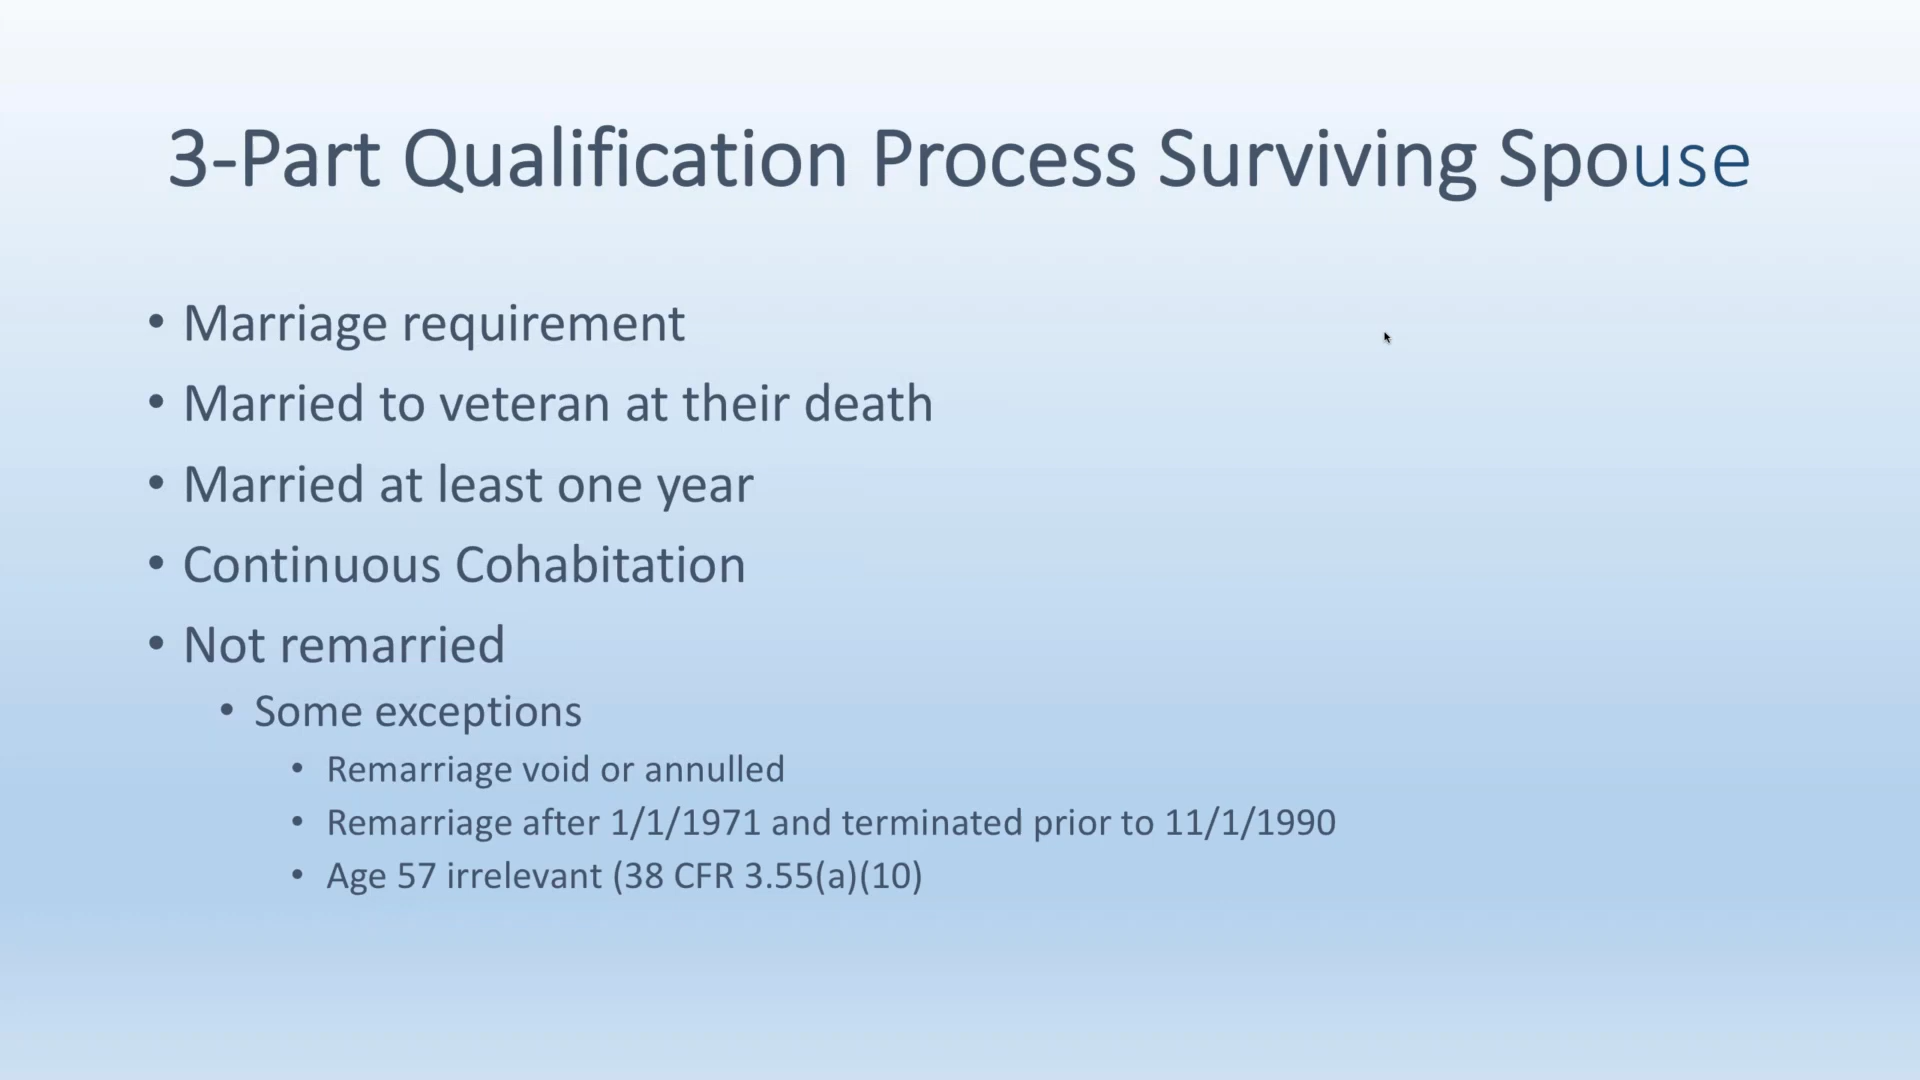 3-Part Qualification Process Surviving Spouse
• Marriage requirement
• Married to veteran at their death
• Married at least one year
• Continuous Cohabitation
• Not remarried
• Some exceptions
• Remarriage void or annulled
• Remarriage after 1/1/1971 and terminated prior to 11/1/1990
• Age 57 irrelevant (38 CFR 3.55(a)(10)